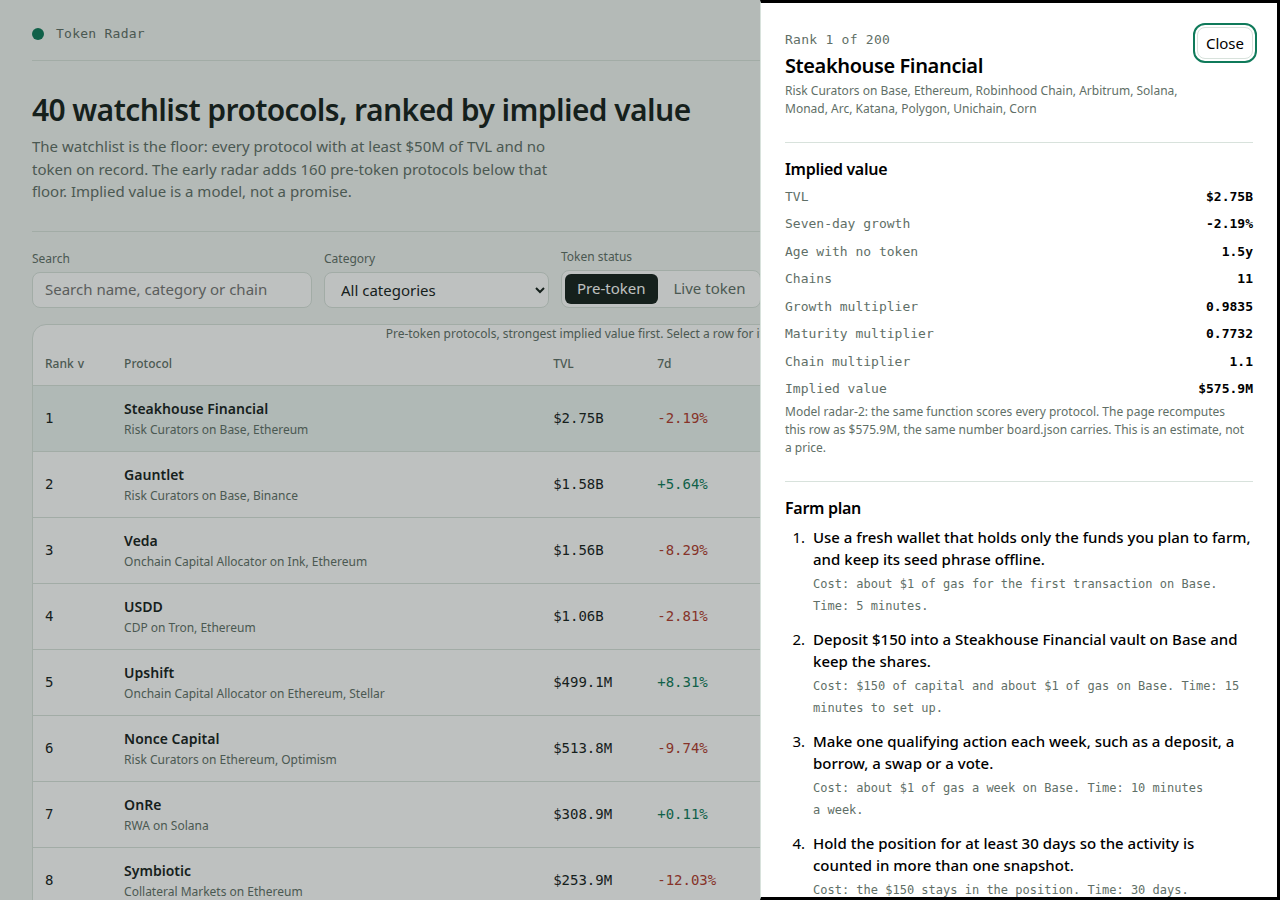 Token Radar
40 watchlist protocols, ranked by implied value
The watchlist is the floor: every protocol with at least $50M of TVL and no
token on record. The early radar adds 160 pre-token protocols below that
floor. Implied value is a model, not a promise.
Search
Category
Token status
Search name, category or chain
All categories
Pre-token
Live token
Pre-token protocols, strongest implied value first. Select a row for i
Rank v
Protocol
TVL
7d
1
Steakhouse Financial
Risk Curators on Base, Ethereum
$2.75B
-2.19%
2
Gauntlet
Risk Curators on Base, Binance
$1.58B
+5.64%
3
Veda
Onchain Capital Allocator on Ink, Ethereum
$1.56B
-8.29%
4
USDD
CDP on Tron, Ethereum
$1.06B
-2.81%
5
Upshift
Onchain Capital Allocator on Ethereum, Stellar
$499.1M
+8.31%
6
Nonce Capital
Risk Curators on Ethereum, Optimism
$513.8M
-9.74%
7
OnRe
RWA on Solana
$308.9M
+0.11%
8
Symbiotic
Collateral Markets on Ethereum
$253.9M
-12.03%
Rank 1 of 200
Close
Steakhouse Financial
Risk Curators on Base, Ethereum, Robinhood Chain, Arbitrum, Solana,
Monad, Arc, Katana, Polygon, Unichain, Corn
Implied value
TVL $2.75B
Seven-day growth -2.19%
Age with no token 1.5y
Chains 11
Growth multiplier 0.9835
Maturity multiplier 0.7732
Chain multiplier 1.1
Implied value $575.9M
Model radar-2: the same function scores every protocol. The page recomputes
this row as $575.9M, the same number board.json carries. This is an estimate, not
a price.
Farm plan
1. Use a fresh wallet that holds only the funds you plan to farm,
and keep its seed phrase offline.
Cost: about $1 of gas for the first transaction on Base.
Time: 5 minutes.
2. Deposit $150 into a Steakhouse Financial vault on Base and
keep the shares.
Cost: $150 of capital and about $1 of gas on Base. Time: 15
minutes to set up.
3. Make one qualifying action each week, such as a deposit, a
borrow, a swap or a vote.
Cost: about $1 of gas a week on Base. Time: 10 minutes
a week.
4. Hold the position for at least 30 days so the activity is
counted in more than one snapshot.
Cost: the $150 stays in the position. Time: 30 days.